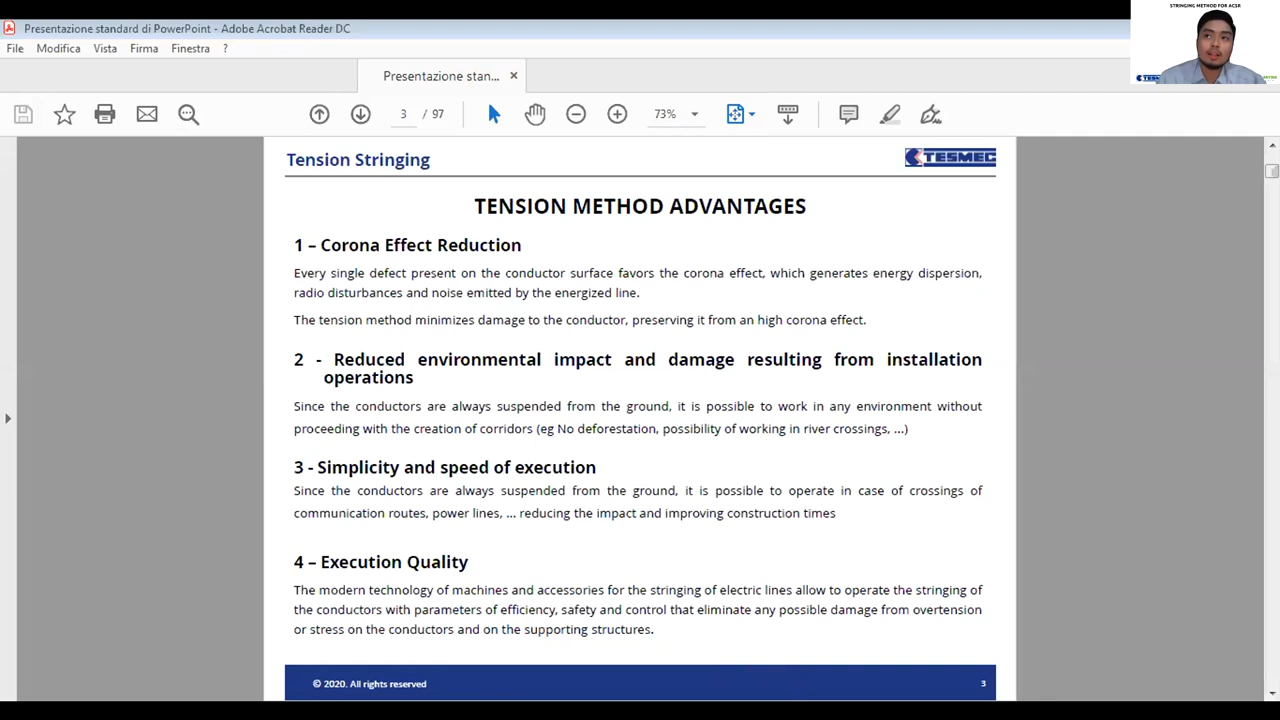 STRINGING METHOD FOR ACSR
Presentazione standard di PowerPoint - Adobe Acrobat Reader DC
File Modifica Vista Firma Finestra ?
Presentazione stan... ×
3 / 97 73%
Tension Stringing
TESMEC
TENSION METHOD ADVANTAGES
1 – Corona Effect Reduction
Every single defect present on the conductor surface favors the corona effect, which generates energy dispersion,
radio disturbances and noise emitted by the energized line.
The tension method minimizes damage to the conductor, preserving it from an high corona effect.
2 - Reduced environmental impact and damage resulting from installation
operations
Since the conductors are always suspended from the ground, it is possible to work in any environment without
proceeding with the creation of corridors (eg No deforestation, possibility of working in river crossings, ...)
3 - Simplicity and speed of execution
Since the conductors are always suspended from the ground, it is possible to operate in case of crossings of
communication routes, power lines, ... reducing the impact and improving construction times
4 – Execution Quality
The modern technology of machines and accessories for the stringing of electric lines allow to operate the stringing of
the conductors with parameters of efficiency, safety and control that eliminate any possible damage from overtension
or stress on the conductors and on the supporting structures.
© 2020. All rights reserved
3